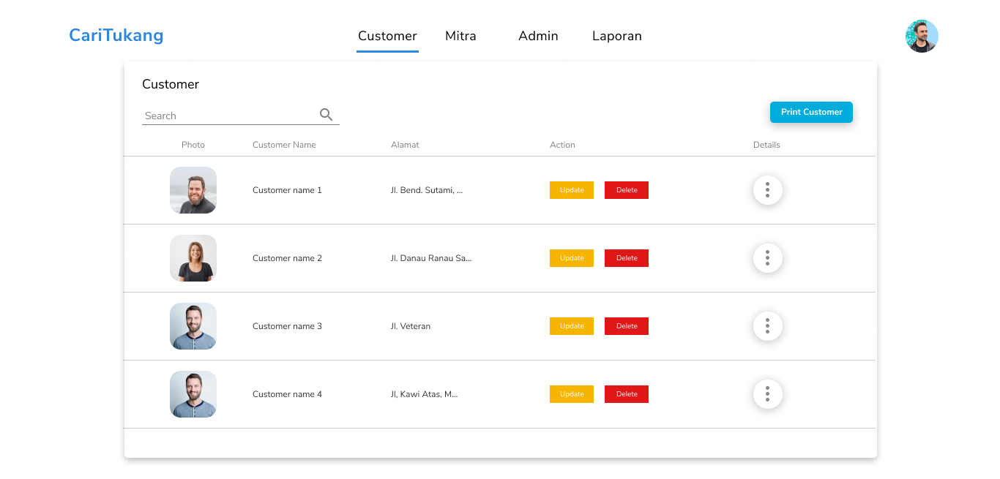 CariTukang Customer Mitra Admin Laporan
Customer
Search
Print Customer
Photo Customer Name Alamat Action Details
Customer name 1 Jl. Bend. Sutami, ... Update Delete
Customer name 2 Jl. Danau Ranau Sa... Update Delete
Customer name 3 Jl. Veteran Update Delete
Customer name 4 Jl, Kawi Atas, M... Update Delete